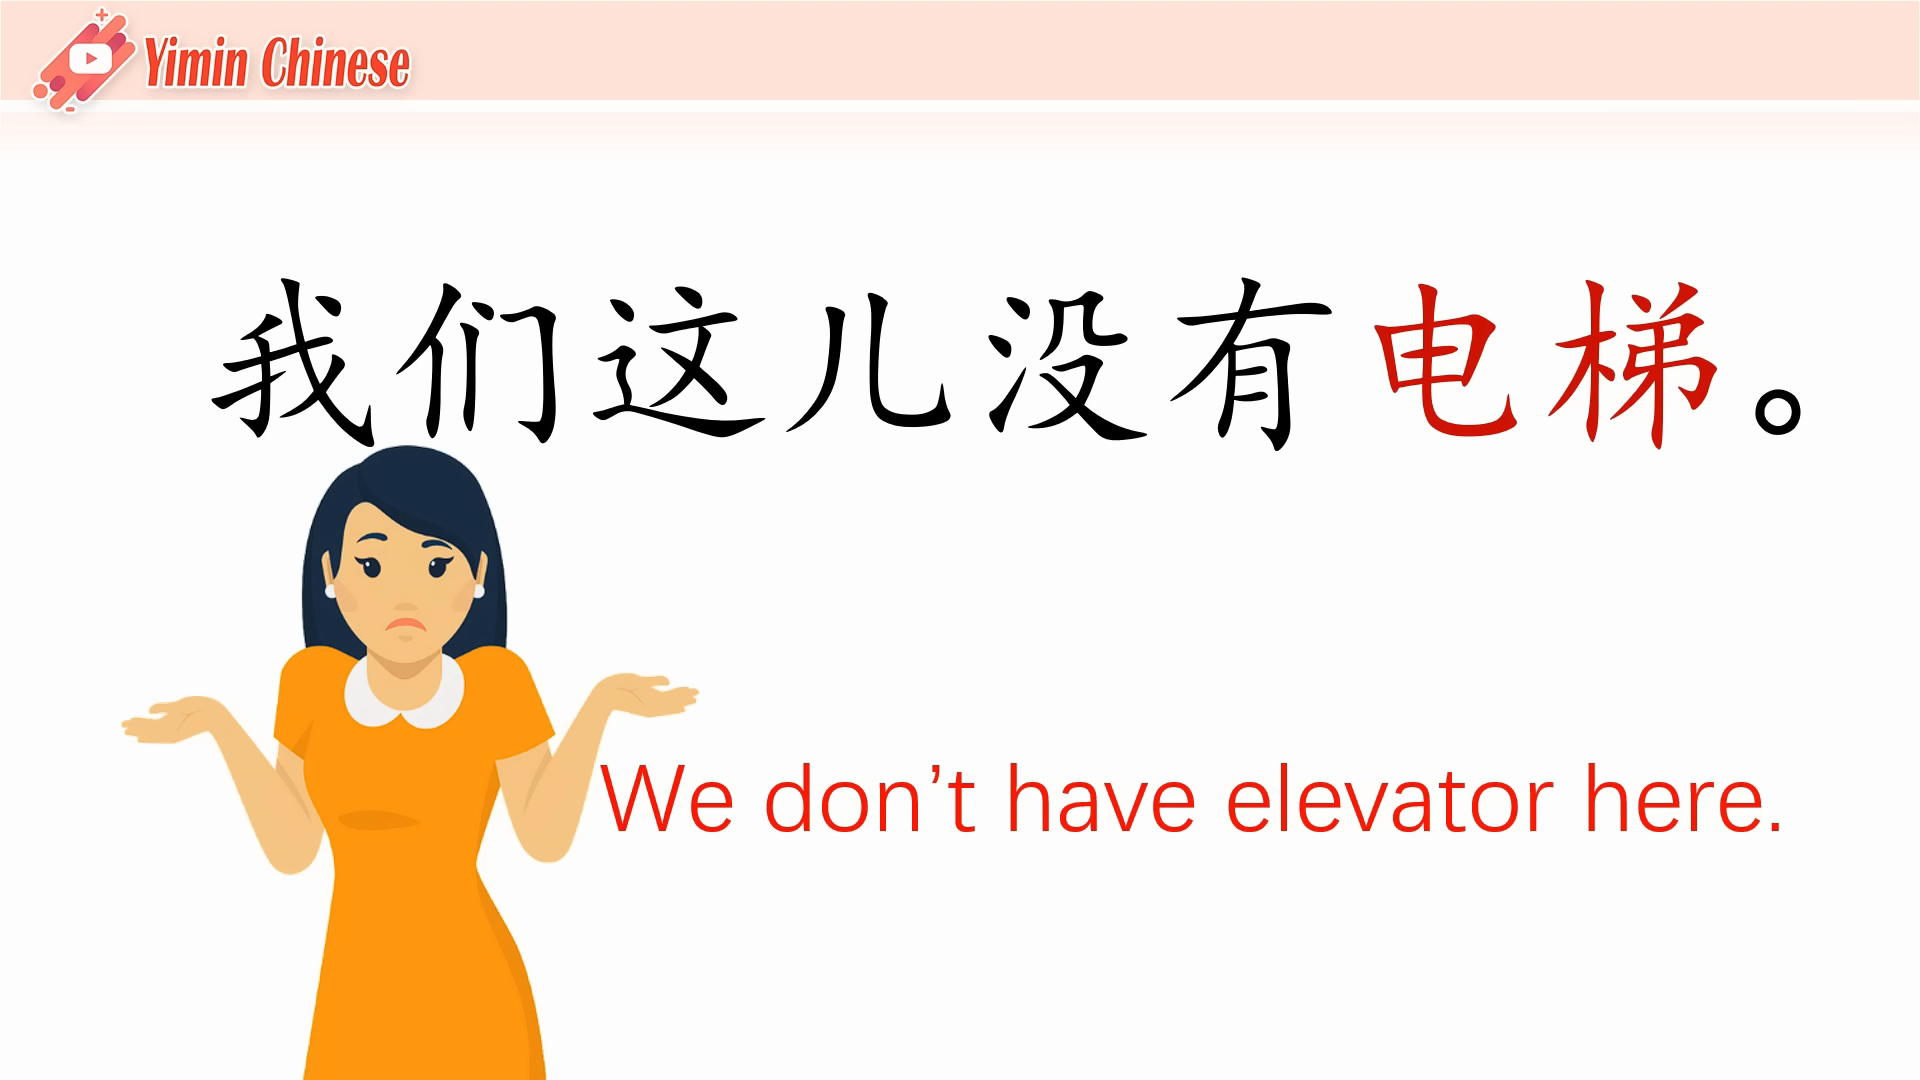 Yimin Chinese
我们这儿没有电梯。
We don't have elevator here.